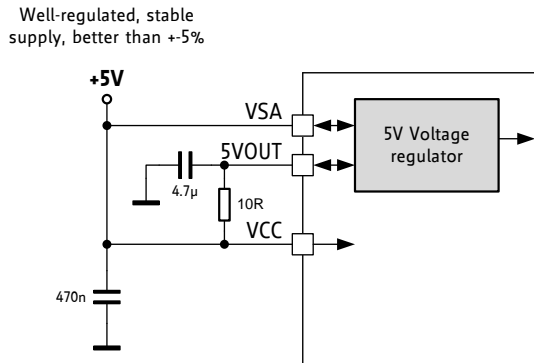 Well-regulated, stable
supply, better than +-5%
+5V
VSA
5V Voltage
regulator
5VOUT
4.7µ
10R
VCC
470n